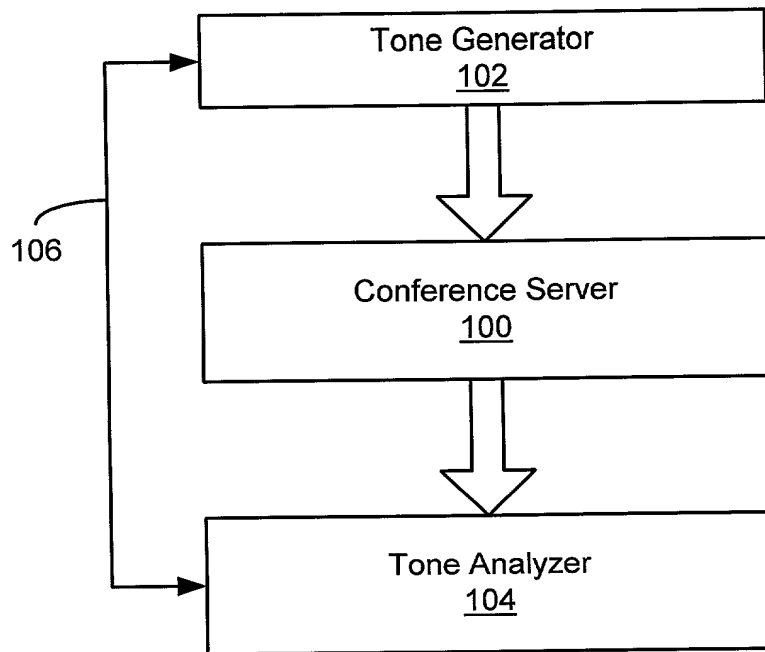 Tone Generator
102
106
Conference Server
100
Tone Analyzer
104